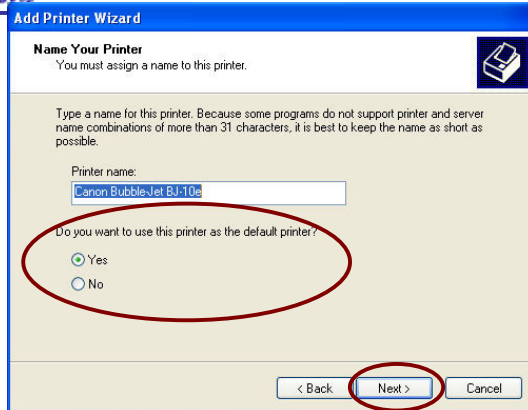 Add Printer Wizard
Name Your Printer
You must assign a name to this printer.
Type a name for this printer. Because some programs do not support printer and server
name combinations of more than 31 characters, it is best to keep the name as short as
possible.
Printer name:
Canon Bubble-Jet BJ-10e
Do you want to use this printer as the default printer?
Yes
No
< Back
Next >
Cancel